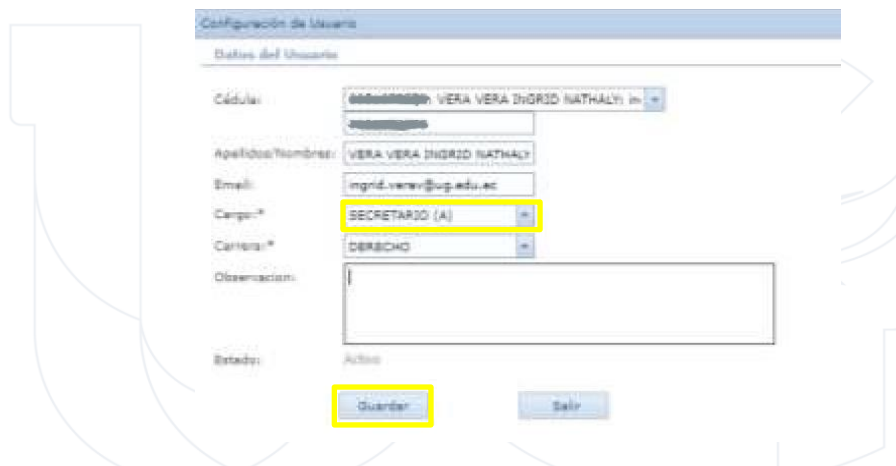 Configuración de Usuario
Datos del Usuario
Cédula: VERA VERA INGRID NATHALY: in
Apellidos/Nombres: VERA VERA INGRID NATHALY
Email: ingrid.verav@ug.edu.ec
Cargo:* SECRETARIO (A)
Carrera:* DERECHO
Observacion:
Estado: Activo
Guardar Salir